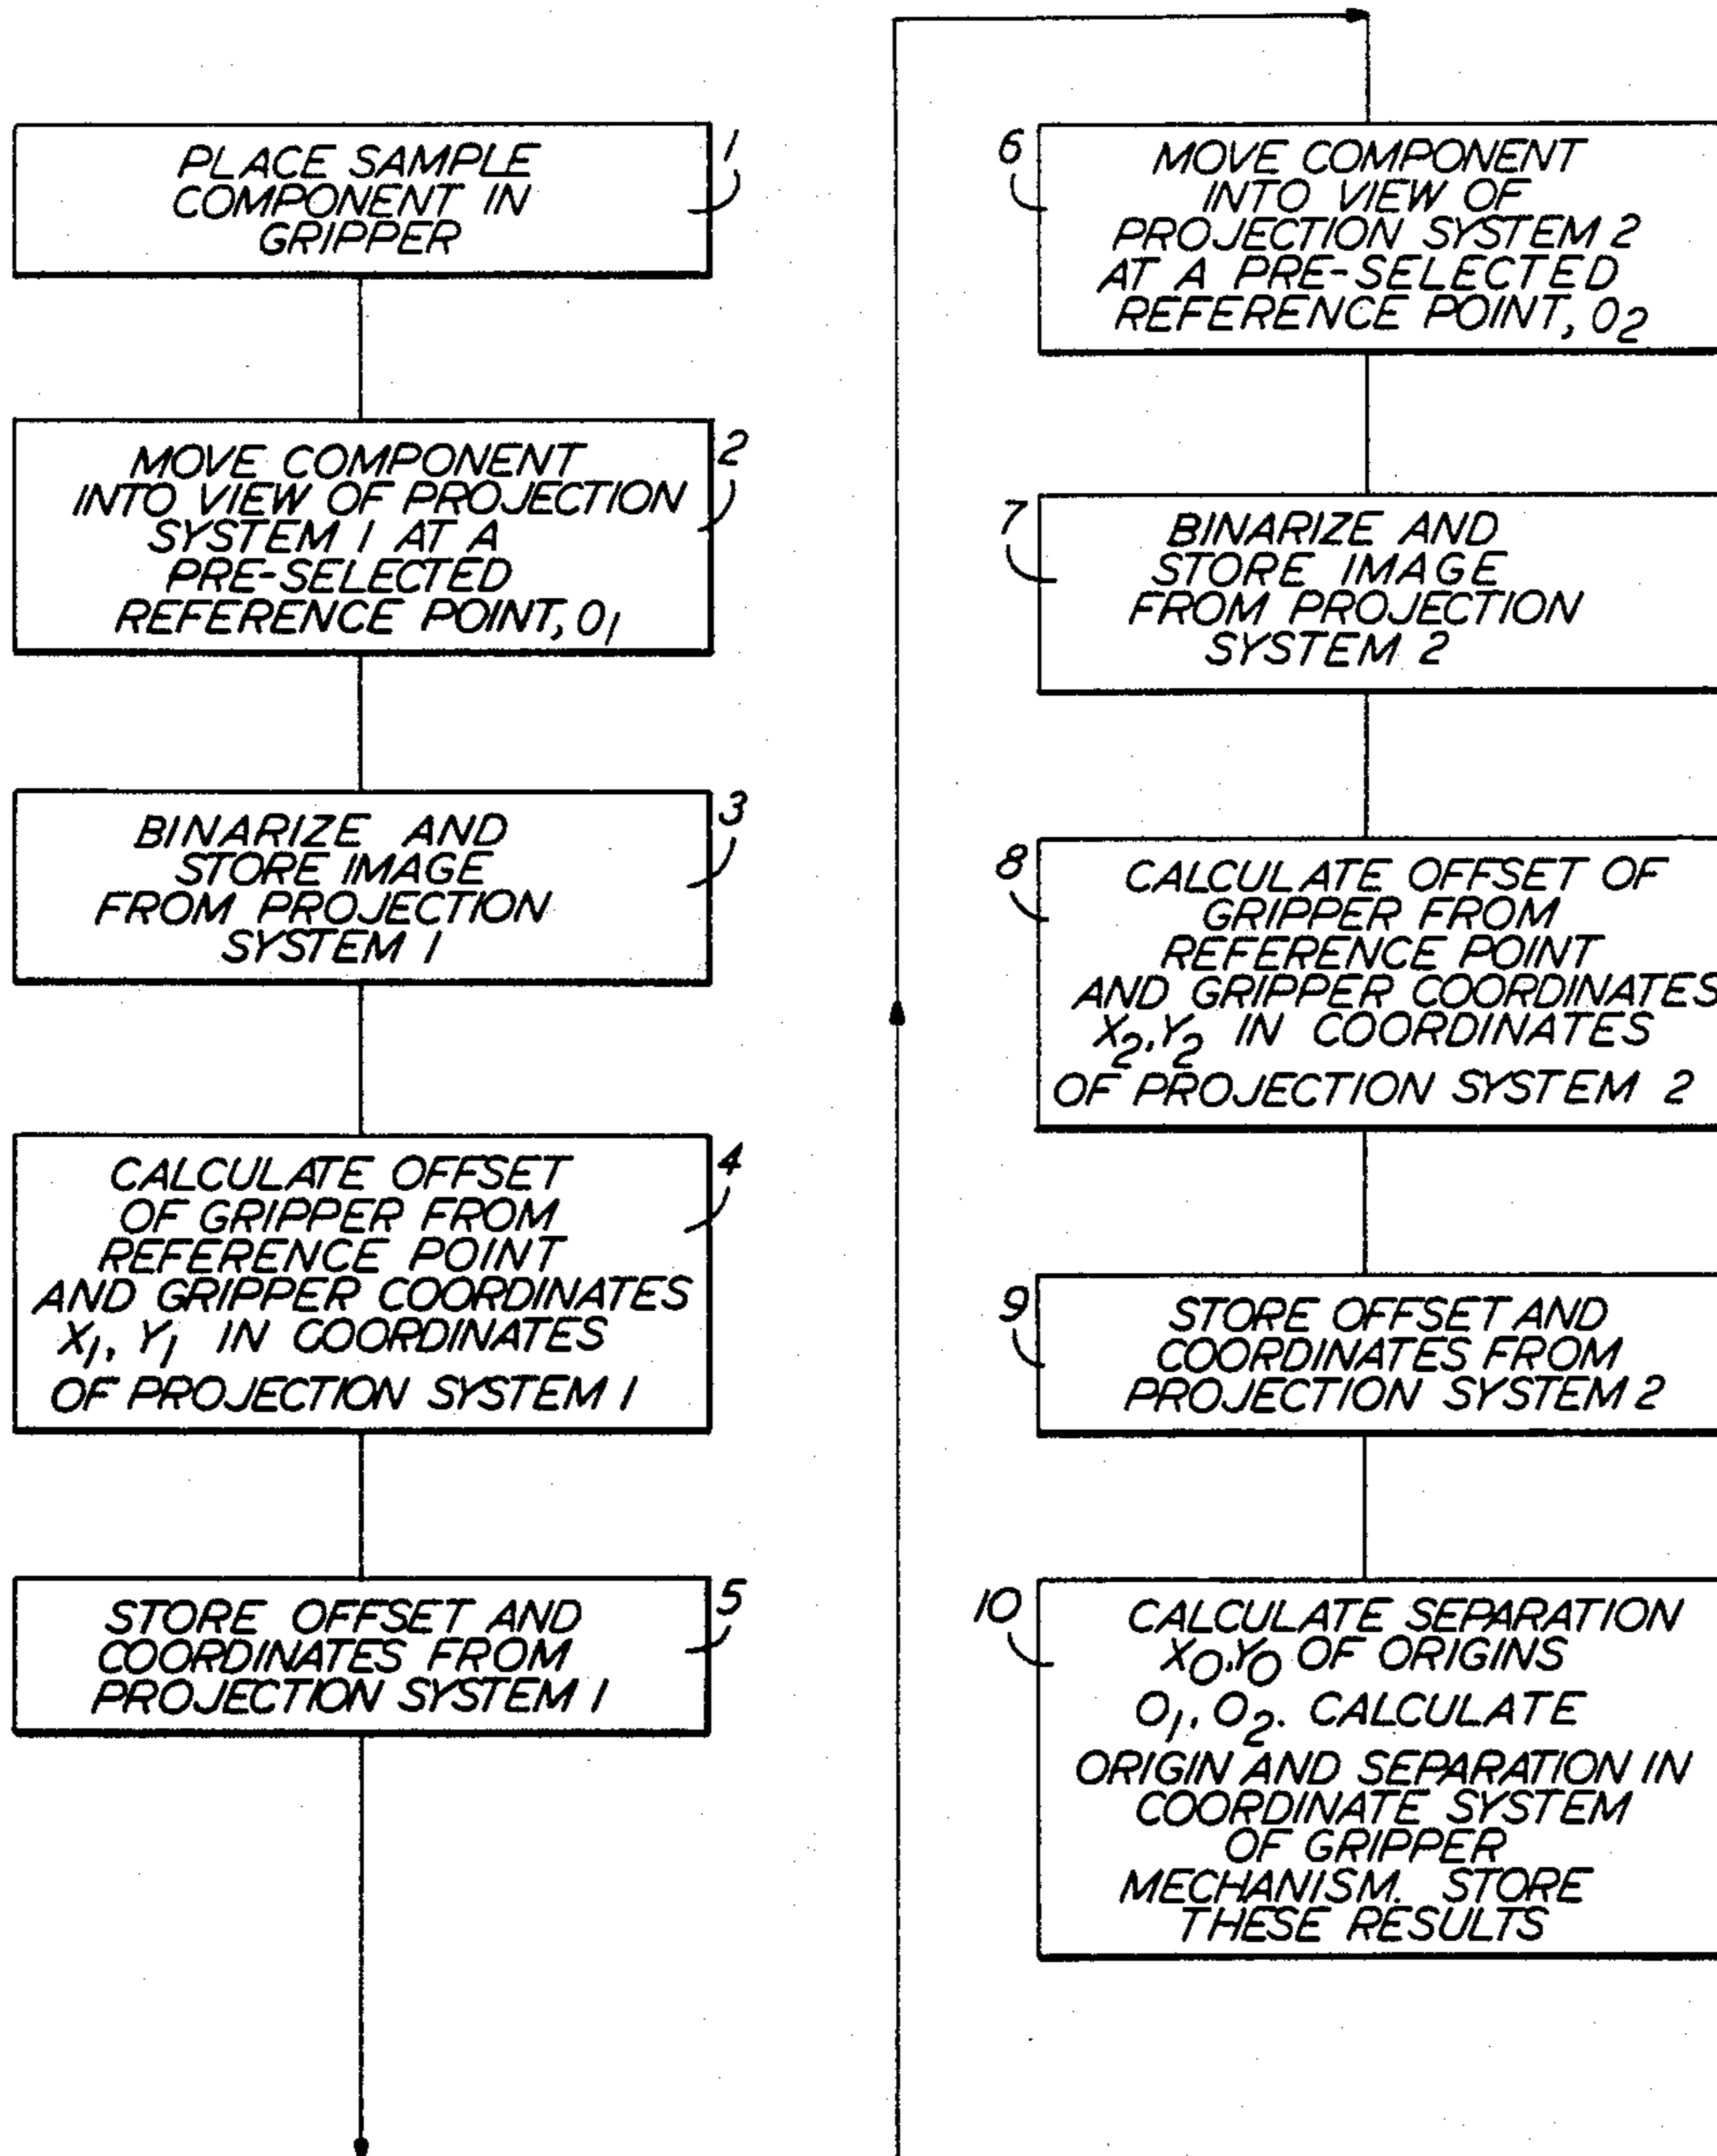 1
PLACE SAMPLE
COMPONENT IN
GRIPPER
2
MOVE COMPONENT
INTO VIEW OF PROJECTION
SYSTEM 1 AT A
PRE-SELECTED
REFERENCE POINT, O₁
3
BINARIZE AND
STORE IMAGE
FROM PROJECTION
SYSTEM 1
4
CALCULATE OFFSET
OF GRIPPER FROM
REFERENCE POINT
AND GRIPPER COORDINATES
X₁, Y₁ IN COORDINATES
OF PROJECTION SYSTEM 1
5
STORE OFFSET AND
COORDINATES FROM
PROJECTION SYSTEM 1
6
MOVE COMPONENT
INTO VIEW OF
PROJECTION SYSTEM 2
AT A PRE-SELECTED
REFERENCE POINT, O₂
7
BINARIZE AND
STORE IMAGE
FROM PROJECTION
SYSTEM 2
8
CALCULATE OFFSET OF
GRIPPER FROM
REFERENCE POINT
AND GRIPPER COORDINATES
X₂,Y₂ IN COORDINATES
OF PROJECTION SYSTEM 2
9
STORE OFFSET AND
COORDINATES FROM
PROJECTION SYSTEM 2
10
CALCULATE SEPARATION
X₀,Y₀ OF ORIGINS
O₁, O₂. CALCULATE
ORIGIN AND SEPARATION IN
COORDINATE SYSTEM
OF GRIPPER
MECHANISM. STORE
THESE RESULTS